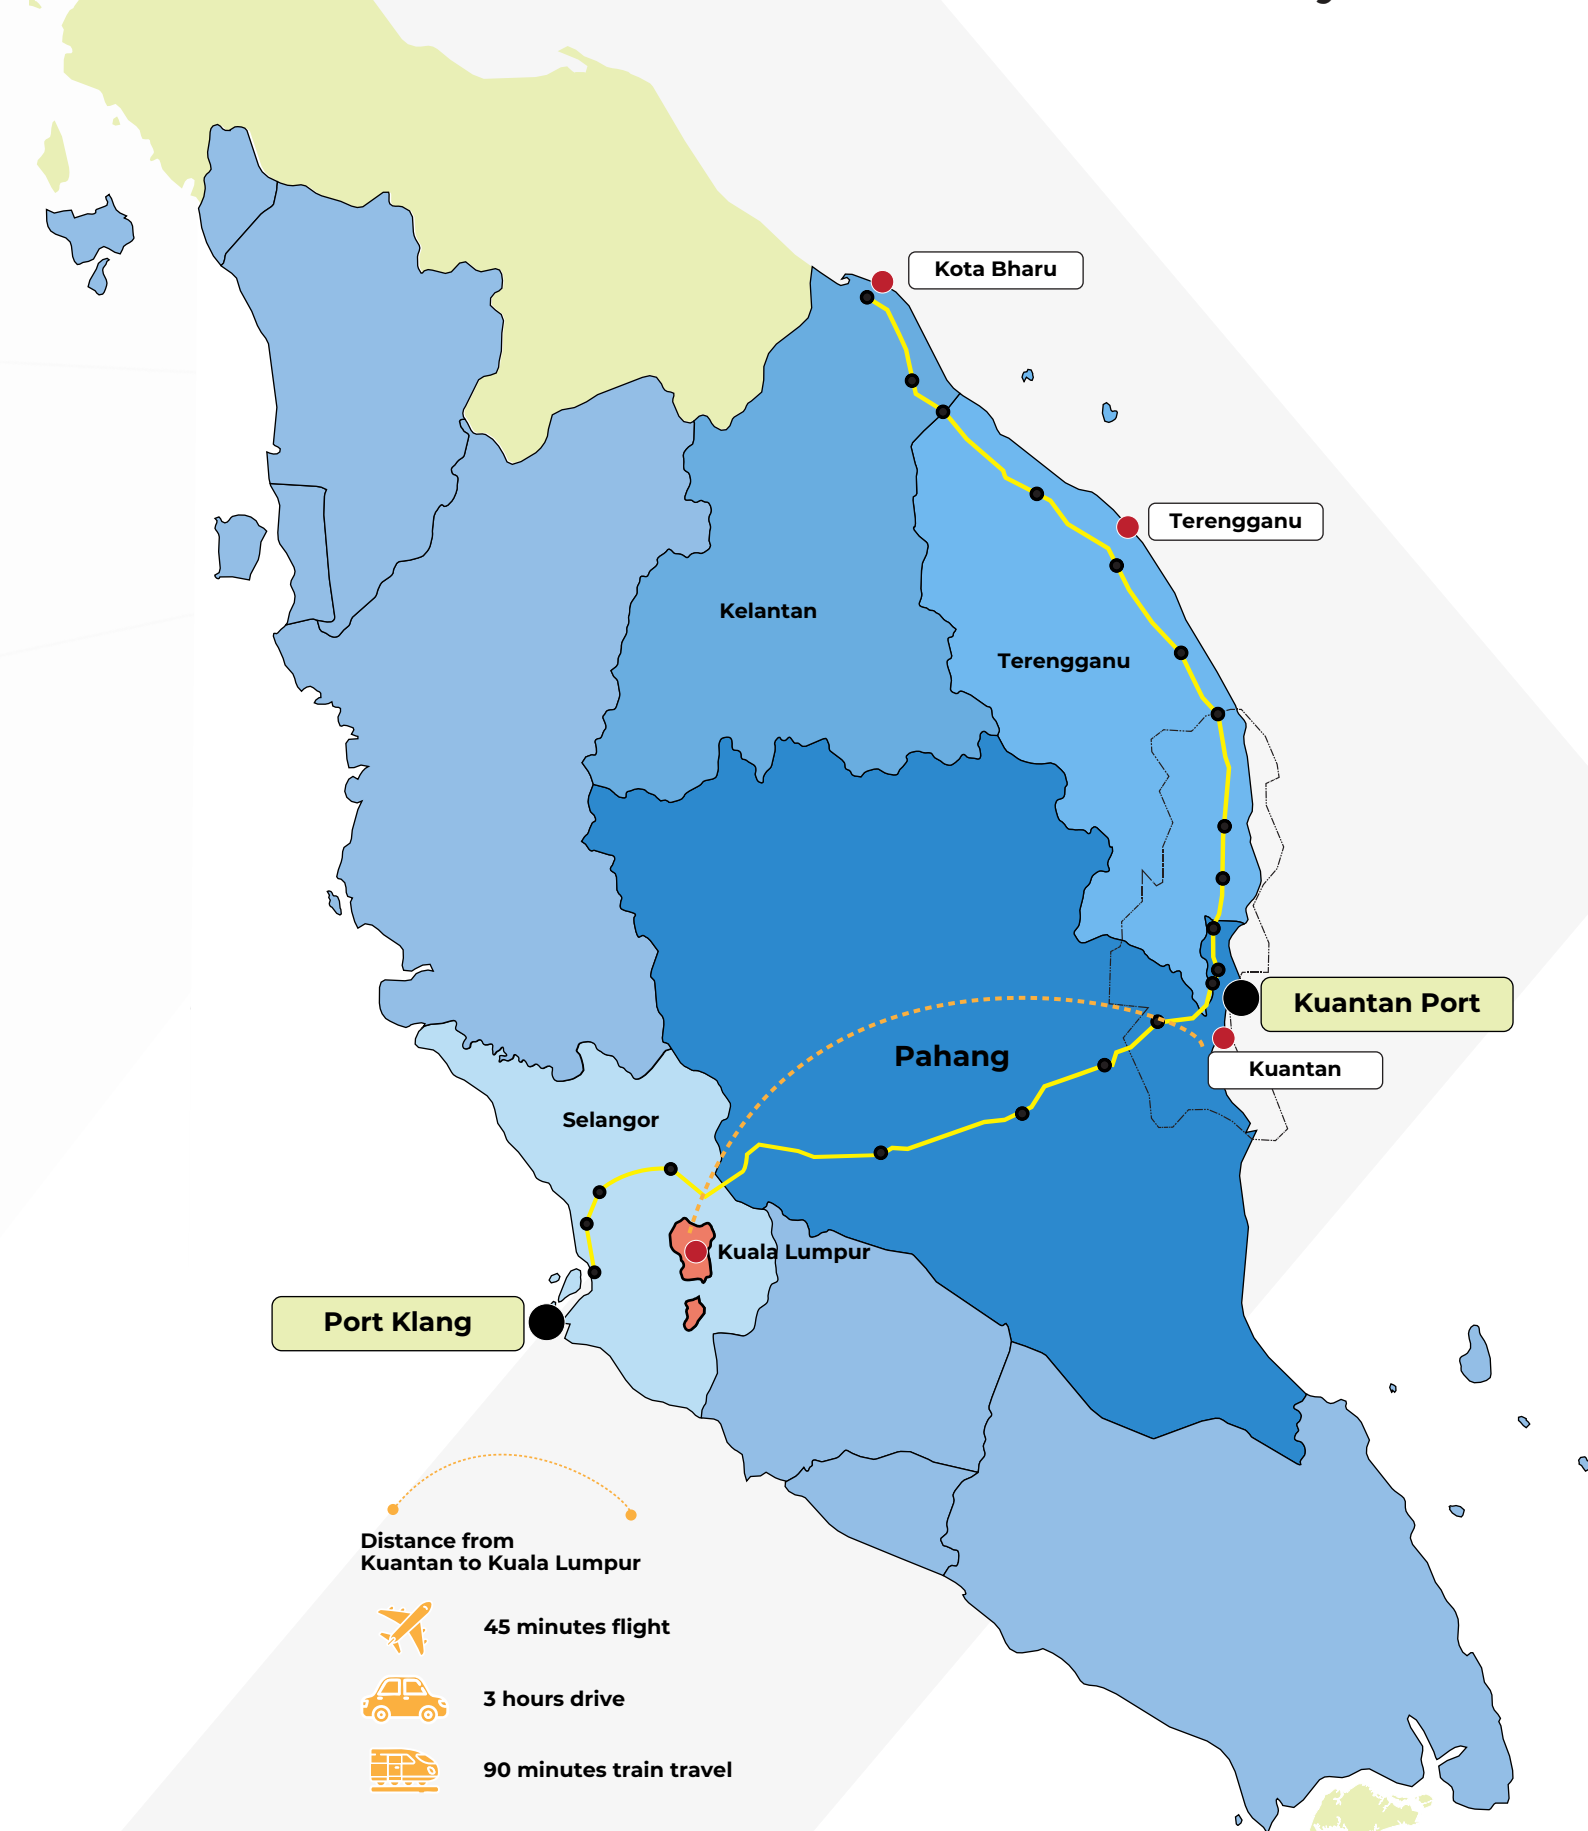 Kota Bharu
Terengganu
Kelantan
Terengganu
Kuantan Port
Pahang
Kuantan
Selangor
Kuala Lumpur
Port Klang
Distance from
Kuantan to Kuala Lumpur
45 minutes flight
3 hours drive
90 minutes train travel